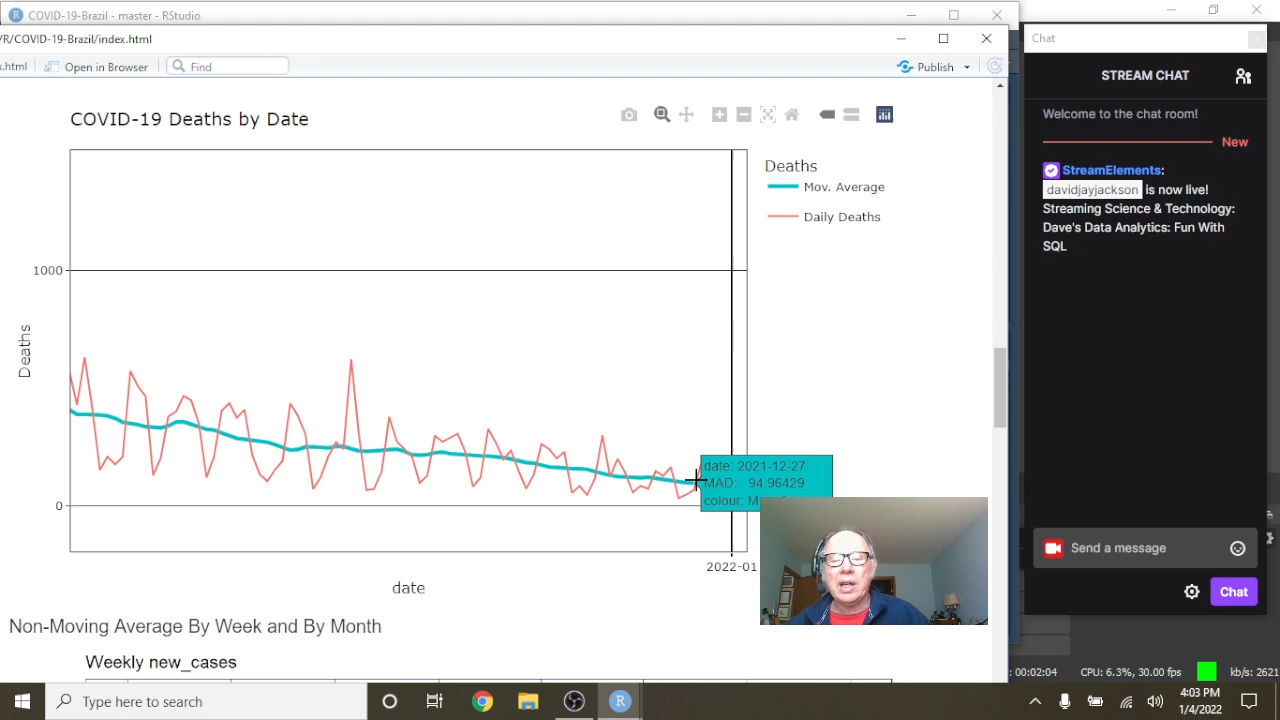 COVID-19-Brazil - master - RStudio
/R/COVID-19-Brazil/index.html
x.html
Open in Browser
Find
Publish
COVID-19 Deaths by Date
Deaths
Mov. Average
Daily Deaths
1000
0
Deaths
date: 2021-12-27
MAD: 94.96429
colour: M
2022-01
date
Non-Moving Average By Week and By Month
Weekly new_cases
Chat
STREAM CHAT
Welcome to the chat room!
New
StreamElements:
davidjayjackson is now live!
Streaming Science & Technology:
Dave's Data Analytics: Fun With
SQL
Send a message
Chat
: 00:02:04
CPU: 6.3%, 30.00 fps
kb/s: 2621
Type here to search
4:03 PM
1/4/2022